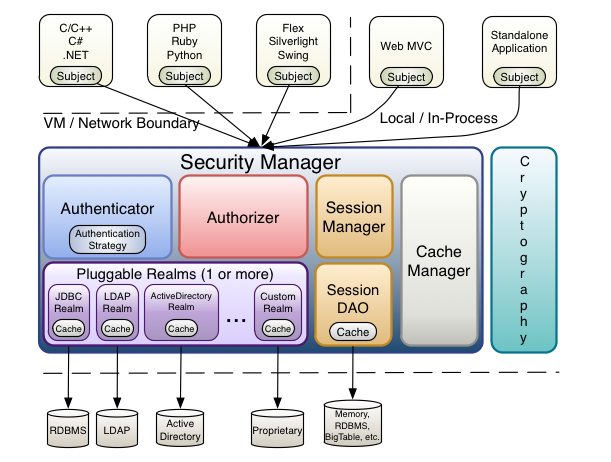 C/C++
C#
.NET
Subject
PHP
Ruby
Python
Subject
Flex
Silverlight
Swing
Subject
Web MVC
Subject
Standalone
Application
Subject
VM / Network Boundary
Local / In-Process
Security Manager
Authenticator
Authentication
Strategy
Authorizer
Session
Manager
Cache
Manager
Pluggable Realms (1 or more)
JDBC
Realm
Cache
LDAP
Realm
Cache
ActiveDirectory
Realm
Cache
...
Custom
Realm
Cache
Session
DAO
Cache
Cryptography
RDBMS
LDAP
Active
Directory
Proprietary
Memory,
RDBMS,
BigTable, etc.